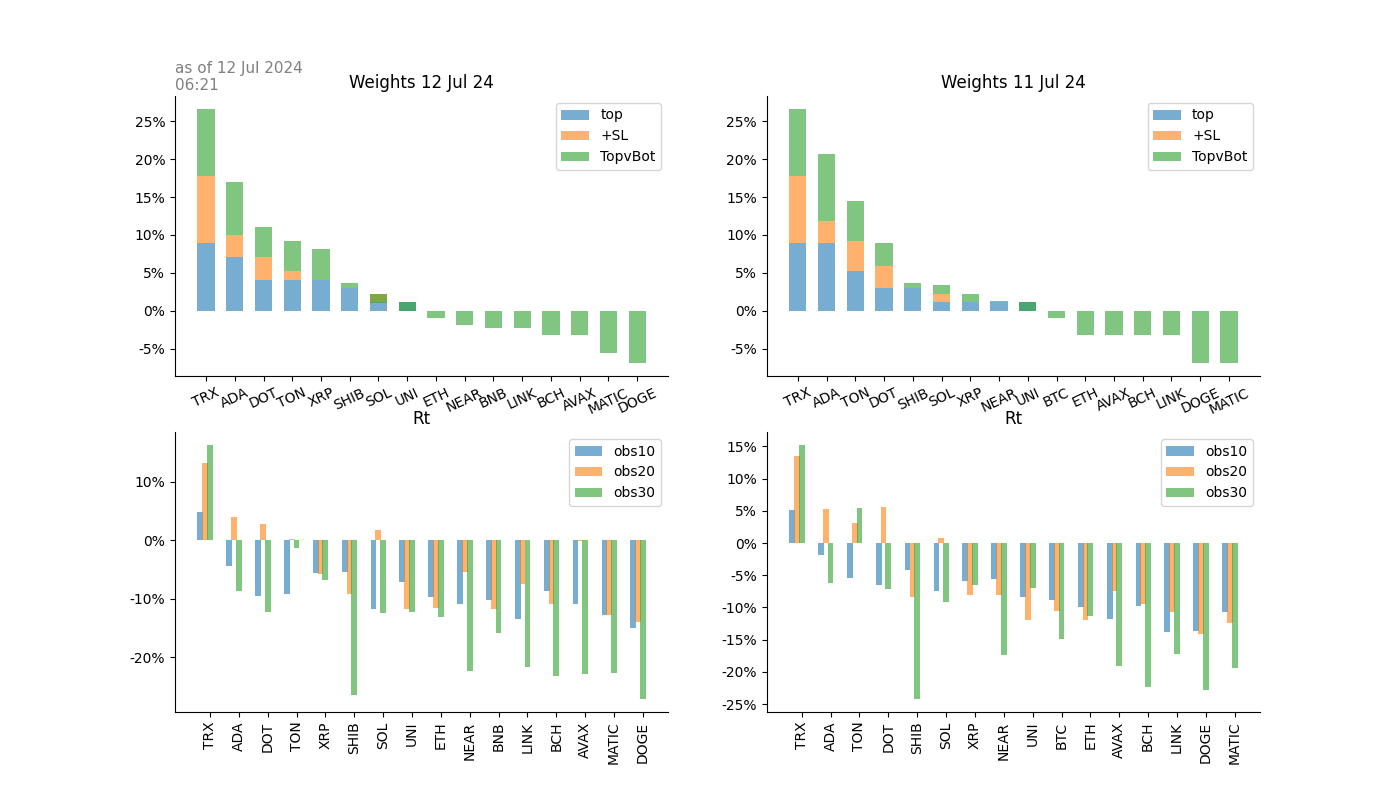 as of 12 Jul 2024
06:21
Weights 12 Jul 24
25%
20%
15%
10%
5%
0%
-5%
top
+SL
TopvBot
TRX ADA DOT TON XRP SHIB SOL UNI ETH NEAR BNB LINK BCH AVAX MATIC DOGE
Weights 11 Jul 24
25%
20%
15%
10%
5%
0%
-5%
top
+SL
TopvBot
TRX ADA TON DOT SHIB SOL XRP NEAR UNI BTC ETH AVAX BCH LINK DOGE MATIC
Rt
10%
0%
-10%
-20%
obs10
obs20
obs30
TRX ADA DOT TON XRP SHIB SOL UNI ETH NEAR BNB LINK BCH AVAX MATIC DOGE
Rt
15%
10%
5%
0%
-5%
-10%
-15%
-20%
-25%
obs10
obs20
obs30
TRX ADA TON DOT SHIB SOL XRP NEAR UNI BTC ETH AVAX BCH LINK DOGE MATIC